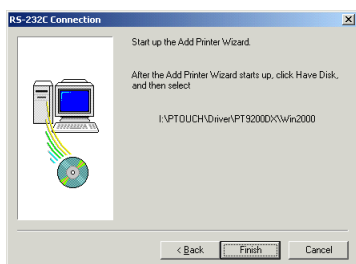 RS-232C Connection
Start up the Add Printer Wizard.
After the Add Printer Wizard starts up, click Have Disk,
and then select
I:\PTOUCH\Driver\PT9200DX\Win2000
< Back
Finish
Cancel